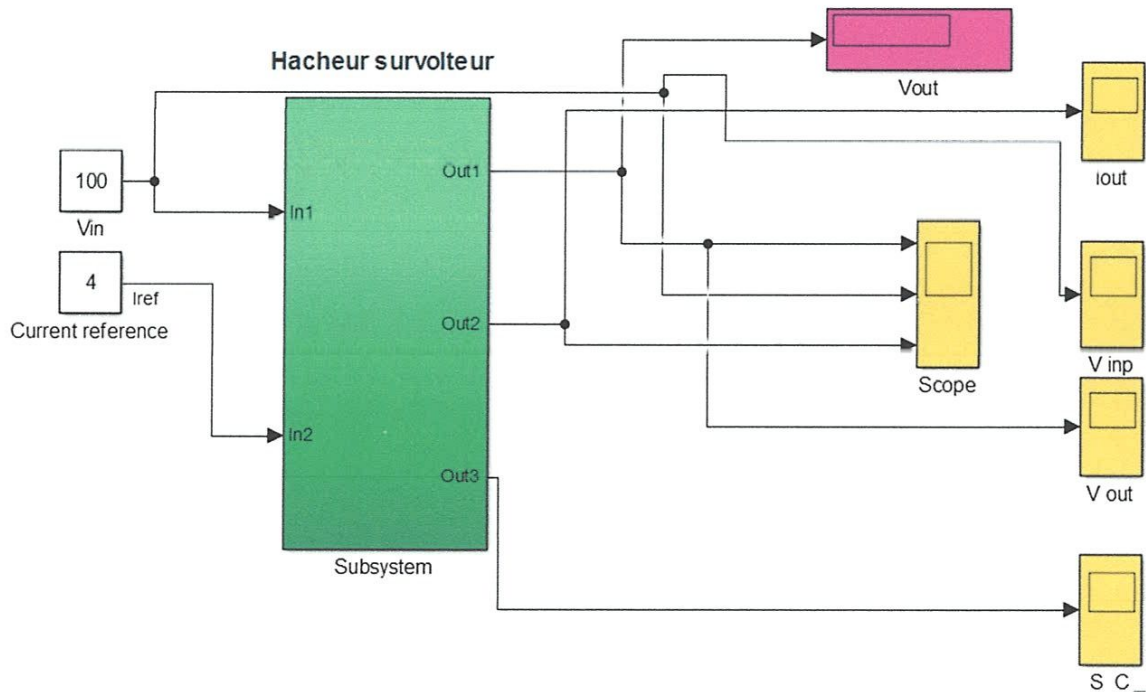 Hacheur survolteur
Vout
iout
100
Vin
In1
Out1
4
Iref
Current reference
Out2
Scope
V inp
In2
Out3
V out
Subsystem
S C_